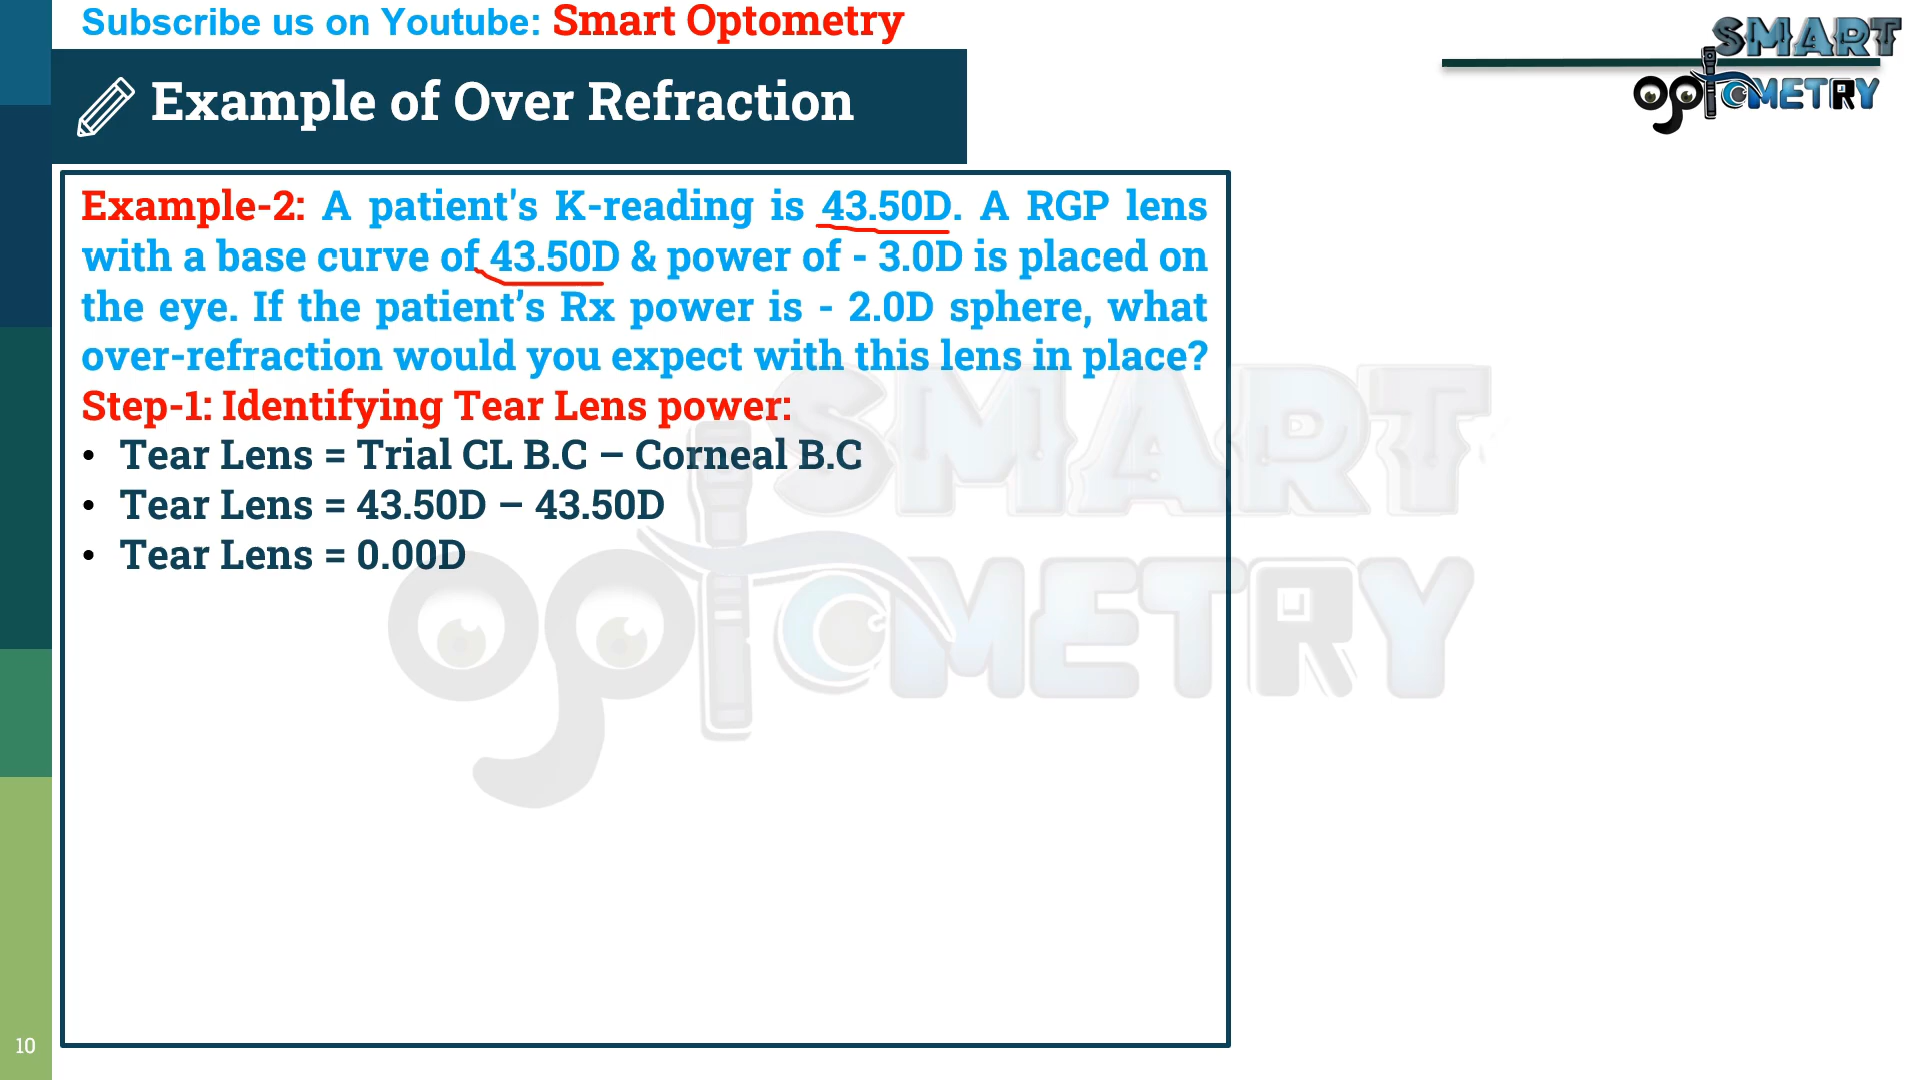 Subscribe us on Youtube: Smart Optometry
SMART
OPTOMETRY
Example of Over Refraction
Example-2: A patient's K-reading is 43.50D. A RGP lens
with a base curve of 43.50D & power of - 3.0D is placed on
the eye. If the patient’s Rx power is - 2.0D sphere, what
over-refraction would you expect with this lens in place?
Step-1: Identifying Tear Lens power:
• Tear Lens = Trial CL B.C – Corneal B.C
• Tear Lens = 43.50D – 43.50D
• Tear Lens = 0.00D
SMART
OPTOMETRY
10